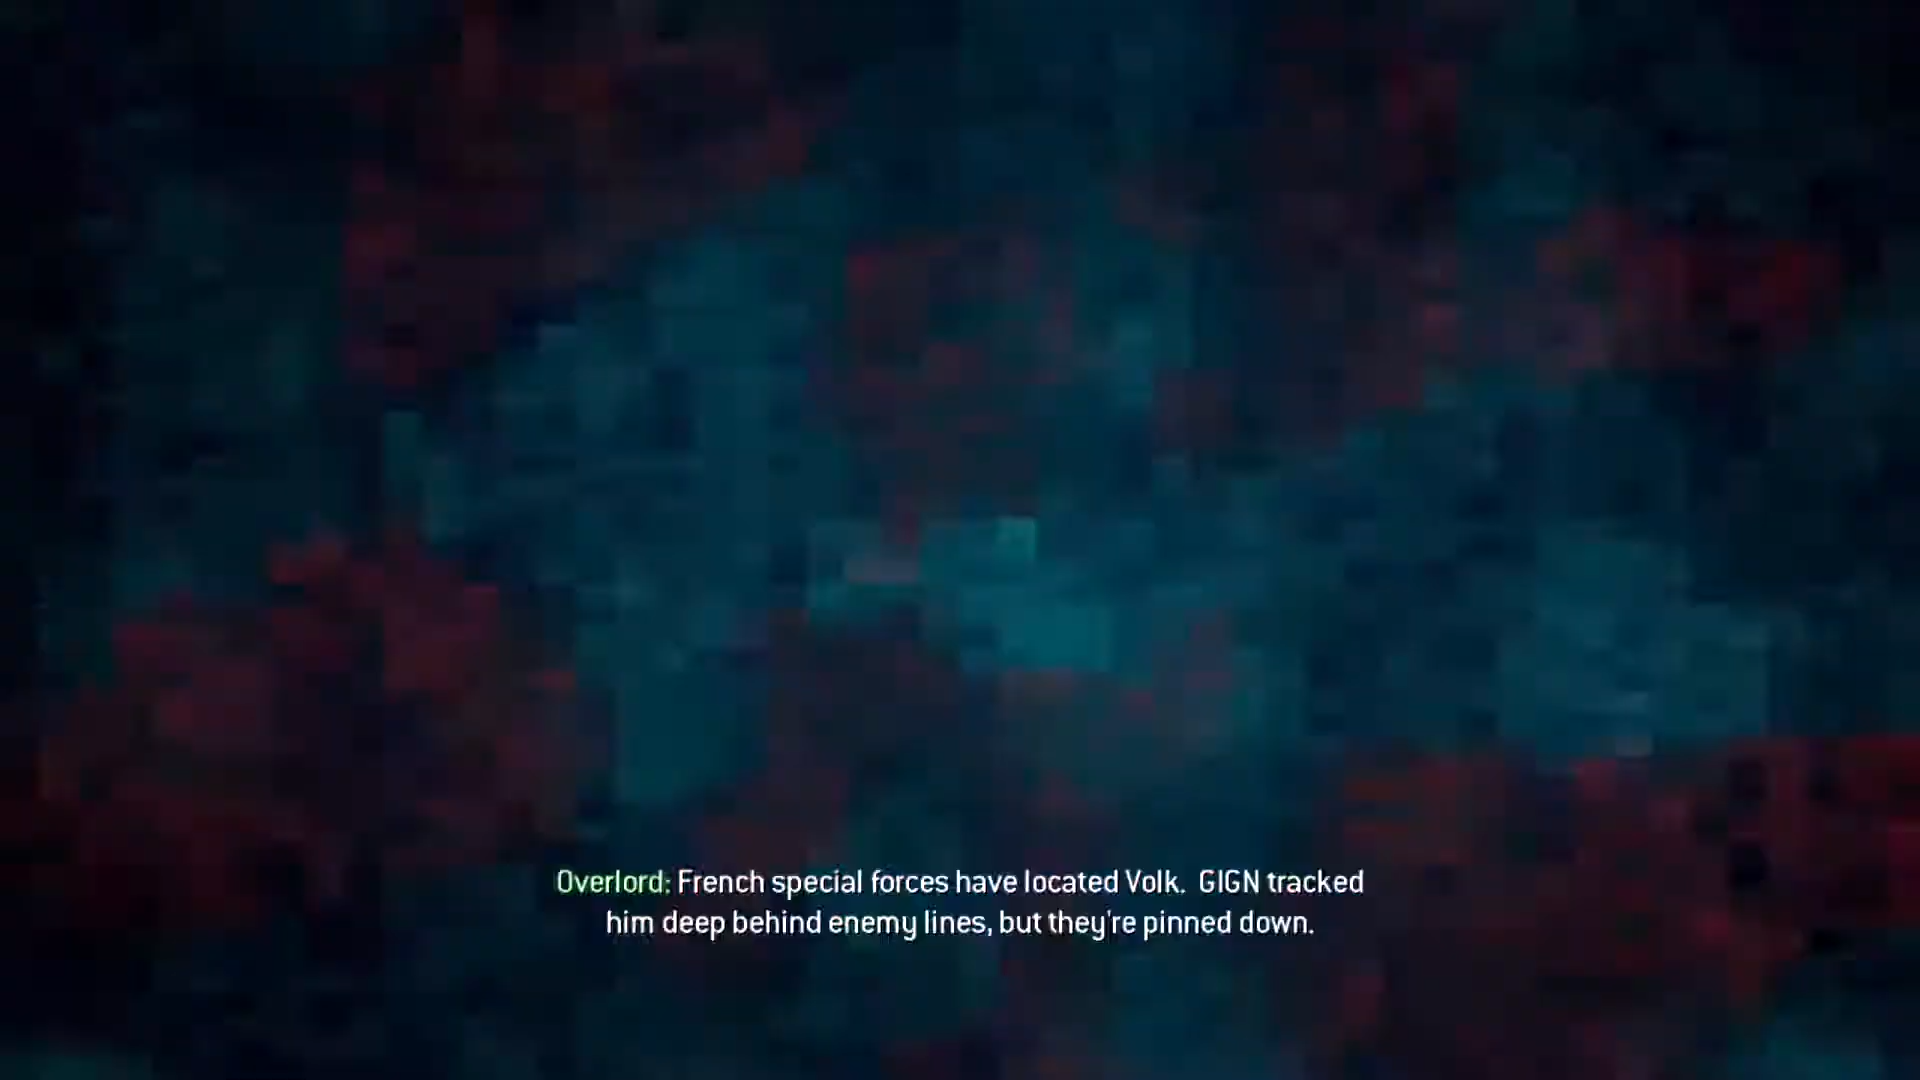 Overlord: French special forces have located Volk.  GIGN tracked
him deep behind enemy lines, but they're pinned down.